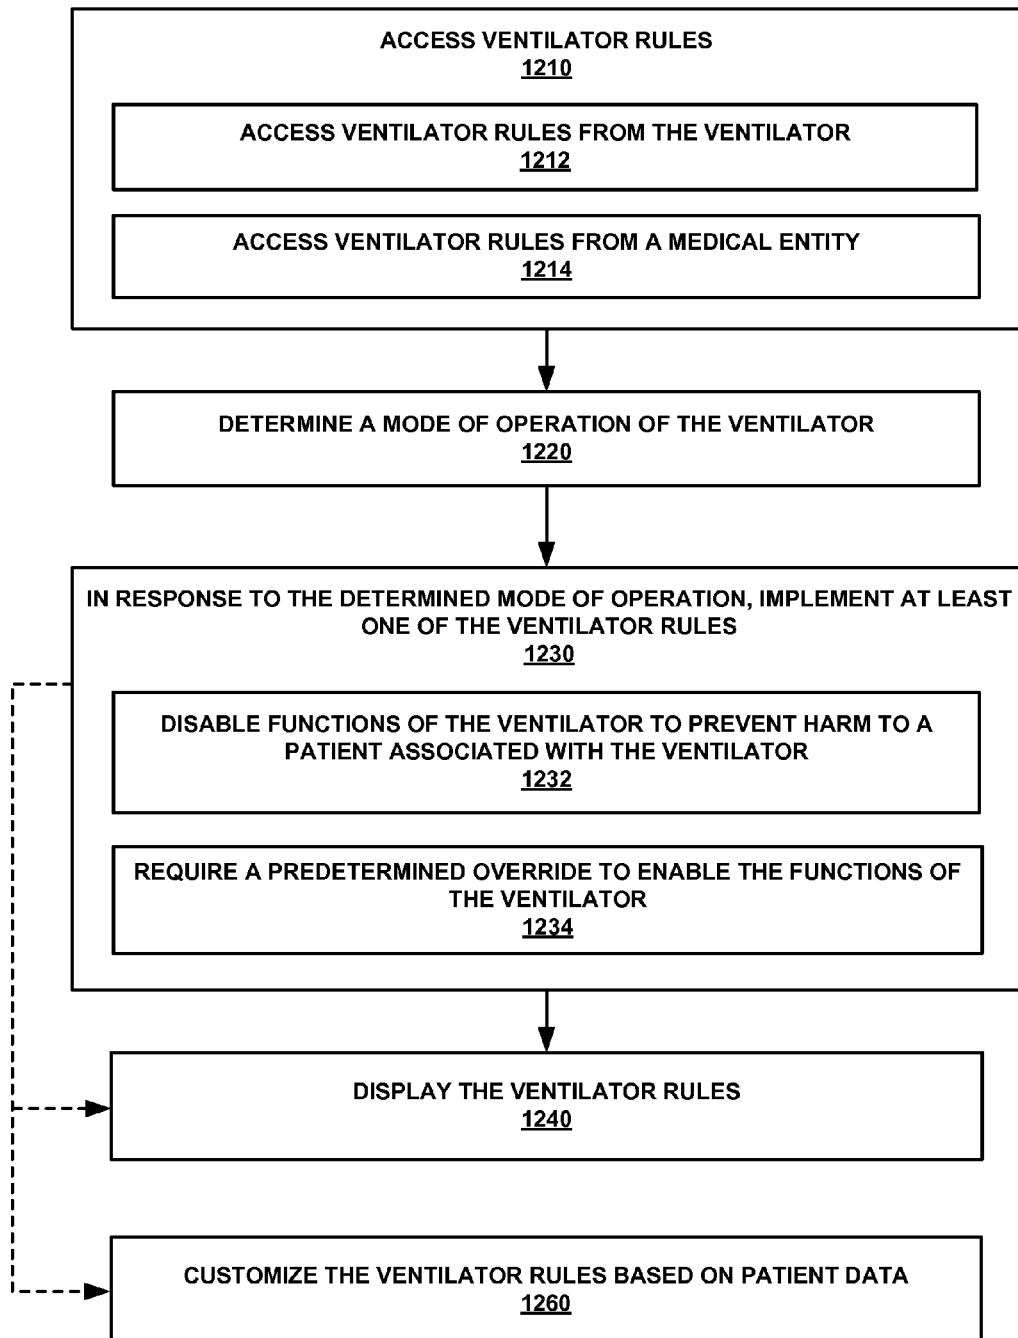 ACCESS VENTILATOR RULES
1210
ACCESS VENTILATOR RULES FROM THE VENTILATOR
1212
ACCESS VENTILATOR RULES FROM A MEDICAL ENTITY
1214
DETERMINE A MODE OF OPERATION OF THE VENTILATOR
1220
IN RESPONSE TO THE DETERMINED MODE OF OPERATION, IMPLEMENT AT LEAST
ONE OF THE VENTILATOR RULES
1230
DISABLE FUNCTIONS OF THE VENTILATOR TO PREVENT HARM TO A
PATIENT ASSOCIATED WITH THE VENTILATOR
1232
REQUIRE A PREDETERMINED OVERRIDE TO ENABLE THE FUNCTIONS OF
THE VENTILATOR
1234
DISPLAY THE VENTILATOR RULES
1240
CUSTOMIZE THE VENTILATOR RULES BASED ON PATIENT DATA
1260